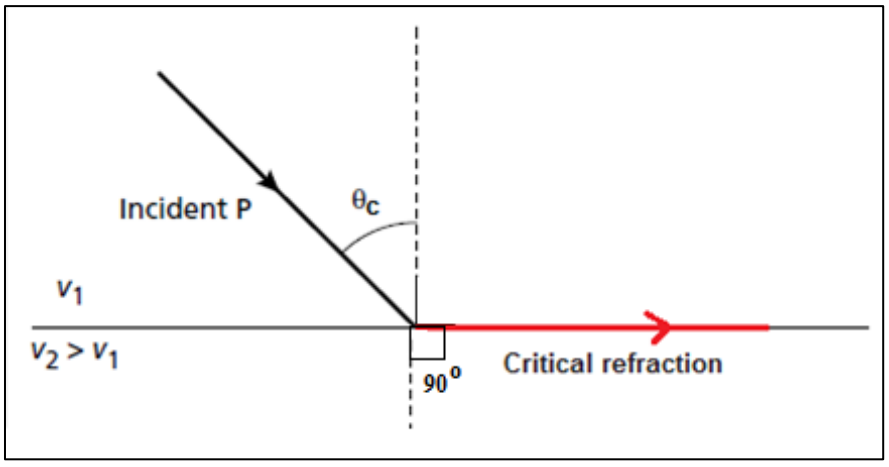 θc
Incident P
v1
v2 > v1
Critical refraction
90°